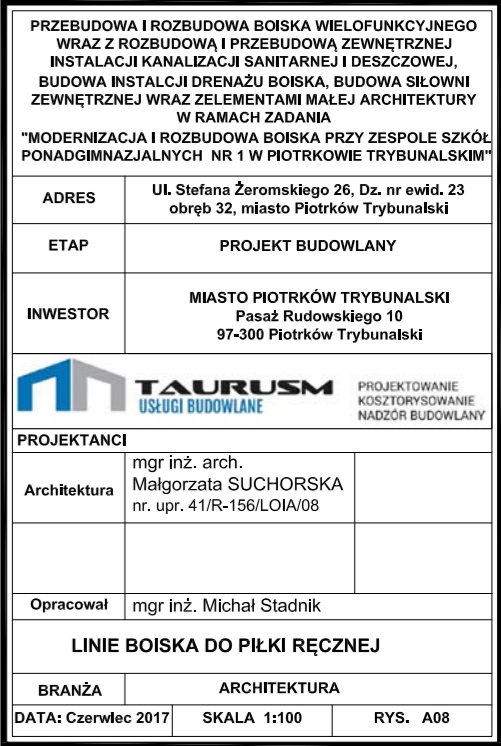 PRZEBUDOWA I ROZBUDOWA BOISKA WIELOFUNKCYJNEGO
WRAZ Z ROZBUDOWĄ I PRZEBUDOWĄ ZEWNĘTRZNEJ
INSTALACJI KANALIZACJI SANITARNEJ I DESZCZOWEJ,
BUDOWA INSTALCJI DRENAŻU BOISKA, BUDOWA SIŁOWNI
ZEWNĘTRZNEJ WRAZ ZELEMENTAMI MAŁEJ ARCHITEKTURY
W RAMACH ZADANIA
"MODERNIZACJA I ROZBUDOWA BOISKA PRZY ZESPOLE SZKÓŁ
PONADGIMNAZJALNYCH NR 1 W PIOTRKOWIE TRYBUNALSKIM"
ADRES
Ul. Stefana Żeromskiego 26, Dz. nr ewid. 23
obręb 32, miasto Piotrków Trybunalski
ETAP
PROJEKT BUDOWLANY
INWESTOR
MIASTO PIOTRKÓW TRYBUNALSKI
Pasaż Rudowskiego 10
97-300 Piotrków Trybunalski
TAURUSM
USŁUGI BUDOWLANE
PROJEKTOWANIE
KOSZTORYSOWANIE
NADZÓR BUDOWLANY
PROJEKTANCI
Architektura
mgr inż. arch.
Małgorzata SUCHORSKA
nr. upr. 41/R-156/LOIA/08
Opracował
mgr inż. Michał Stadnik
LINIE BOISKA DO PIŁKI RĘCZNEJ
BRANŻA
ARCHITEKTURA
DATA: Czerwiec 2017
SKALA 1:100
RYS. A08